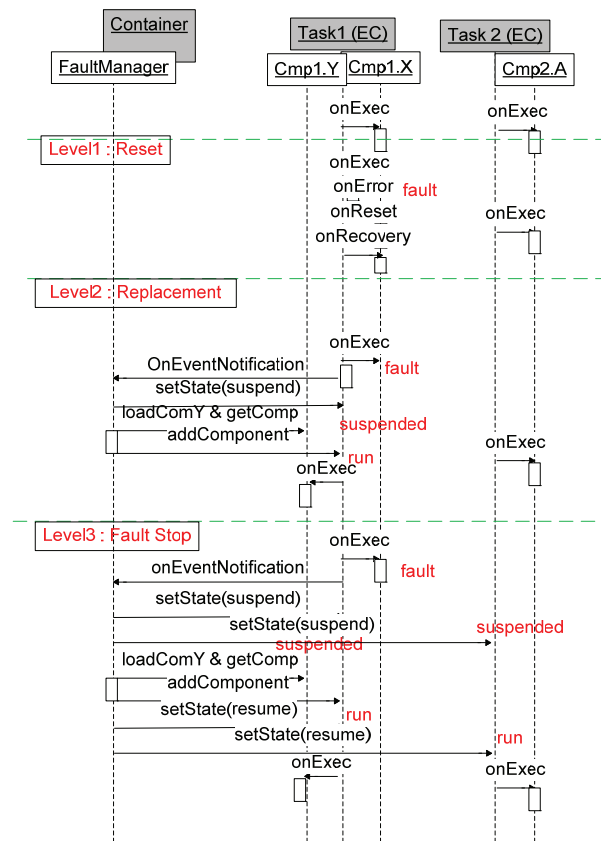 Container
Task1 (EC)
Task 2 (EC)
FaultManager
Cmp1.Y
Cmp1.X
Cmp2.A
onExec
onExec
Level1 : Reset
onExec
onError
fault
onReset
onExec
onRecovery
Level2 : Replacement
onExec
OnEventNotification
fault
setState(suspend)
loadComY & getComp
suspended
addComponent
onExec
run
onExec
Level3 : Fault Stop
onExec
onEventNotification
fault
setState(suspend)
setState(suspend)
suspended
suspended
loadComY & getComp
addComponent
setState(resume)
run
setState(resume)
run
onExec
onExec